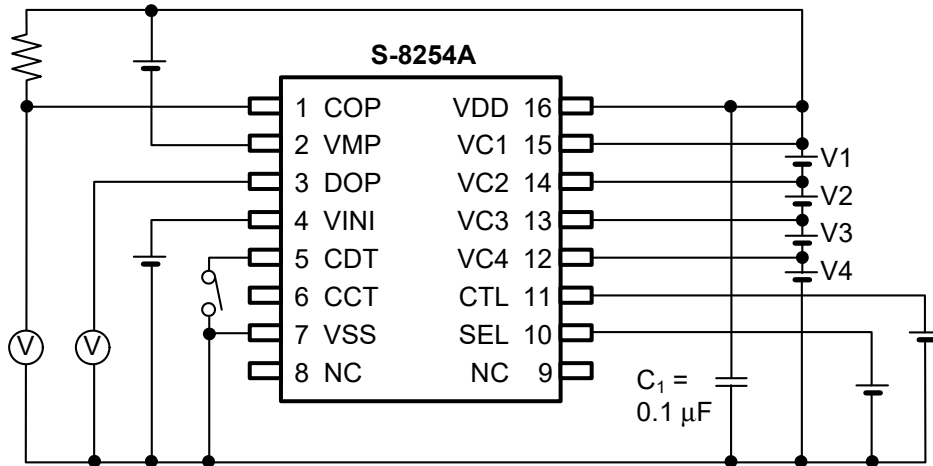 S-8254A
1 COP VDD 16
2 VMP VC1 15
V1
3 DOP VC2 14
V2
4 VINI VC3 13
V3
5 CDT VC4 12
V4
6 CCT CTL 11
7 VSS SEL 10
V V
8 NC NC 9
C₁ =
0.1 µF